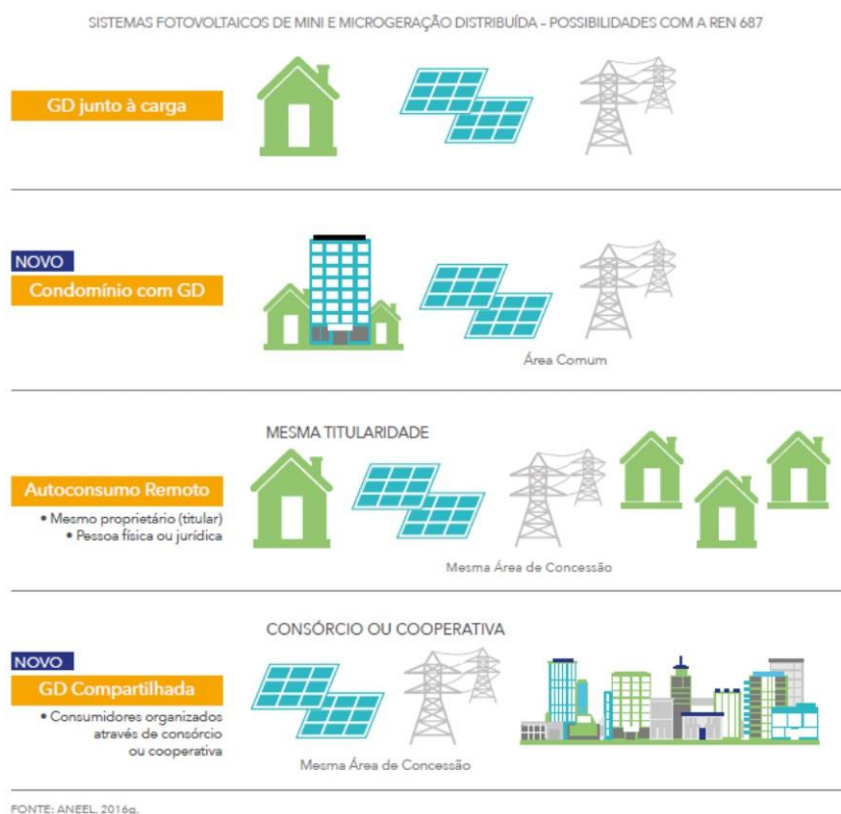 SISTEMAS FOTOVOLTAICOS DE MINI E MICROGERAÇÃO DISTRIBUÍDA – POSSIBILIDADES COM A REN 687
GD junto à carga
NOVO
Condomínio com GD
Área Comum
MESMA TITULARIDADE
Autoconsumo Remoto
• Mesmo proprietário (titular)
• Pessoa física ou jurídica
Mesma Área de Concessão
CONSÓRCIO OU COOPERATIVA
NOVO
GD Compartilhada
• Consumidores organizados
através de consórcio
ou cooperativa
Mesma Área de Concessão
FONTE: ANEEL, 2016g.